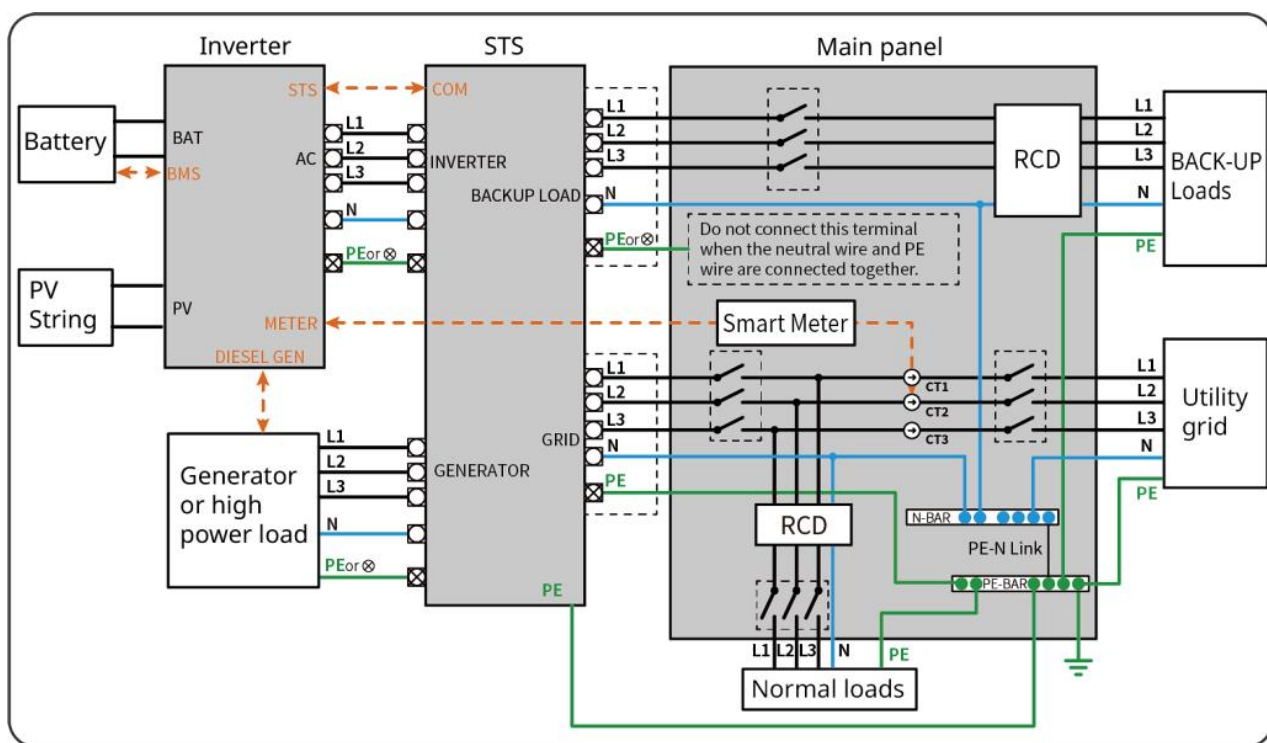 Inverter
STS
Main panel
Battery
BAT
BMS
STS
AC
L1
L2
L3
N
PEor⊗
COM
INVERTER
BACKUP LOAD
L1
L2
L3
N
PEor⊗
RCD
L1
L2
L3
N
PE
BACK-UP
Loads
Do not connect this terminal
when the neutral wire and PE
wire are connected together.
PV
String
PV
METER
DIESEL GEN
Smart Meter
L1
L2
L3
N
PE
GRID
CT1
CT2
CT3
L1
L2
L3
N
PE
Utility
grid
Generator
or high
power load
L1
L2
L3
N
PEor⊗
GENERATOR
PE
RCD
N-BAR
PE-N Link
PE-BAR
L1
L2
L3
N
PE
Normal loads